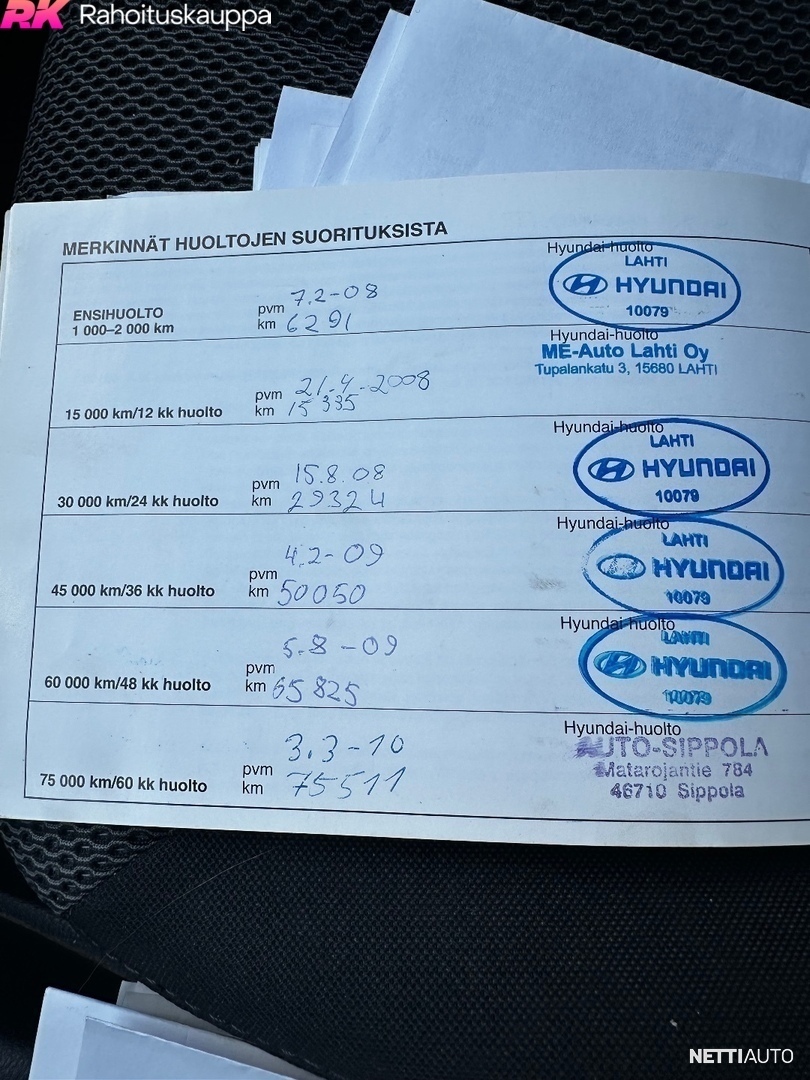 RK Rahoituskauppa
MERKINNÄT HUOLTOJEN SUORITUKSISTA
ENSIHUOLTO
1 000–2 000 km
pvm 7.2-08
km 6291
Hyundai-huolto
LAHTI
HYUNDAI
10079
15 000 km/12 kk huolto
pvm 21.4-2008
km 15335
Hyundai-huolto
ME-Auto Lahti Oy
Tupalankatu 3, 15680 LAHTI
30 000 km/24 kk huolto
pvm 15.8.08
km 29324
Hyundai-huolto
LAHTI
HYUNDAI
10079
45 000 km/36 kk huolto
pvm 4.2-09
km 50050
Hyundai-huolto
LAHTI
HYUNDAI
10079
60 000 km/48 kk huolto
pvm 5.8-09
km 65825
Hyundai-huolto
LAHTI
HYUNDAI
10079
75 000 km/60 kk huolto
pvm 3.3-10
km 75511
Hyundai-huolto
AUTO-SIPPOLA
Matarojantie 784
46710 Sippola
NETTIAUTO